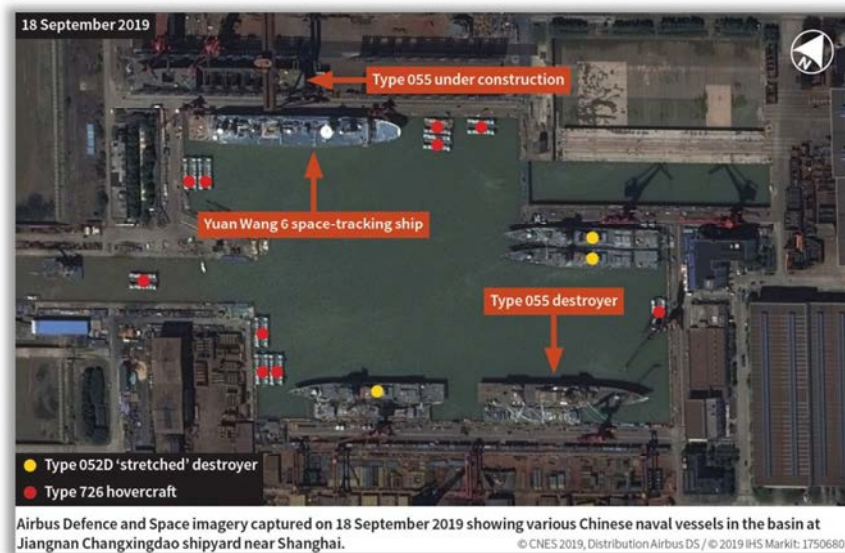 18 September 2019
N
Type 055 under construction
Yuan Wang 6 space-tracking ship
Type 055 destroyer
Type 052D ‘stretched’ destroyer
Type 726 hovercraft
Airbus Defence and Space imagery captured on 18 September 2019 showing various Chinese naval vessels in the basin at
Jiangnan Changxingdao shipyard near Shanghai.
© CNES 2019, Distribution Airbus DS / © 2019 IHS Markit: 1750680